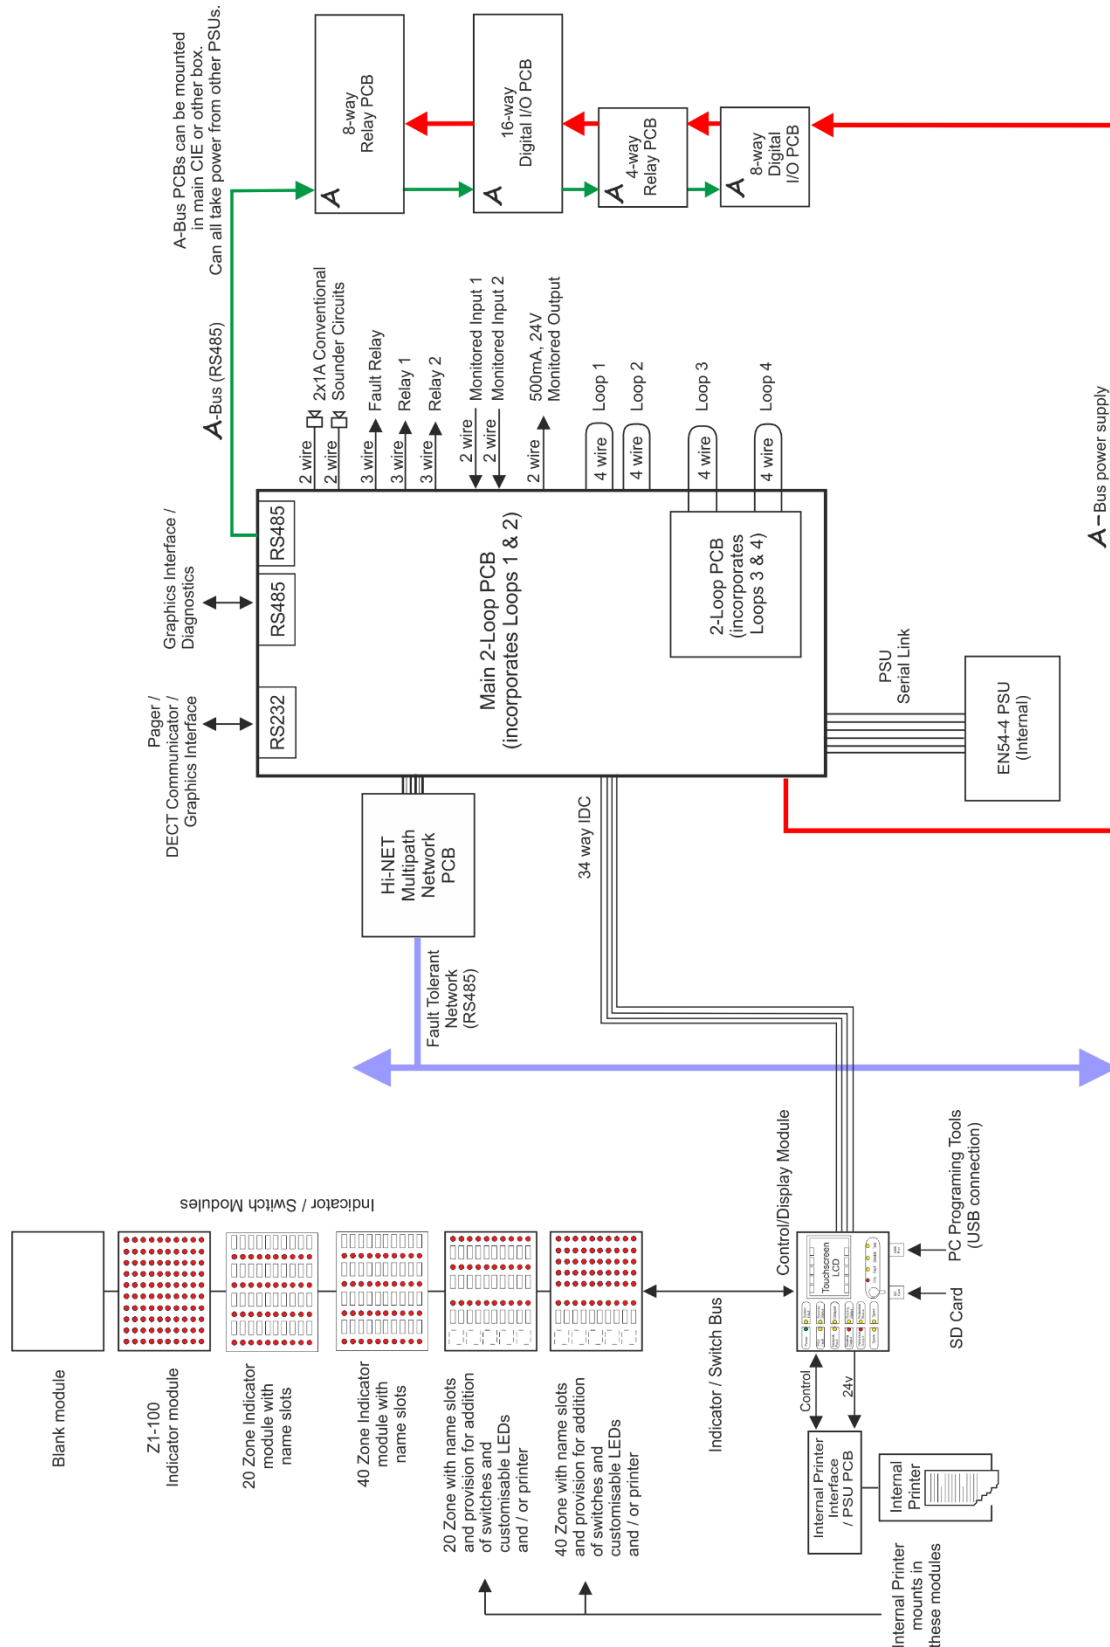 Blank module
Z1-100
Indicator module
20 Zone Indicator
module with
name slots
40 Zone Indicator
module with
name slots
20 Zone with name slots
and provision for addition
of switches and
customisable LEDs
and / or printer
40 Zone with name slots
and provision for addition
of switches and
customisable LEDs
and / or printer
Indicator / Switch Modules
Indicator / Switch Bus
Control/Display Module
Touchscreen
LCD
Control
24v
Internal Printer
Interface
/ PSU PCB
Internal
Printer
Internal Printer
mounts in
these modules
SD Card
PC Programing Tools
(USB connection)
Pager /
DECT Communicator /
Graphics Interface
Graphics Interface /
Diagnostics
A-Bus (RS485)
A-Bus PCBs can be mounted
in main CIE or other box.
Can all take power from other PSUs.
RS232
RS485
RS485
Hi-NET
Multipath
Network
PCB
Fault Tolerant
Network
(RS485)
34 way IDC
Main 2-Loop PCB
(incorporates Loops 1 & 2)
2-Loop PCB
(incorporates
Loops 3 & 4)
2 wire
2x1A Conventional
2 wire
Sounder Circuits
3 wire
Fault Relay
3 wire
Relay 1
3 wire
Relay 2
2 wire
Monitored Input 1
2 wire
Monitored Input 2
2 wire
500mA, 24V
Monitored Output
4 wire
Loop 1
4 wire
Loop 2
4 wire
Loop 3
4 wire
Loop 4
PSU
Serial Link
EN54-4 PSU
(Internal)
A
8-way
Relay PCB
A
16-way
Digital I/O PCB
A
4-way
Relay PCB
A
8-way
Digital
I/O PCB
A-Bus power supply